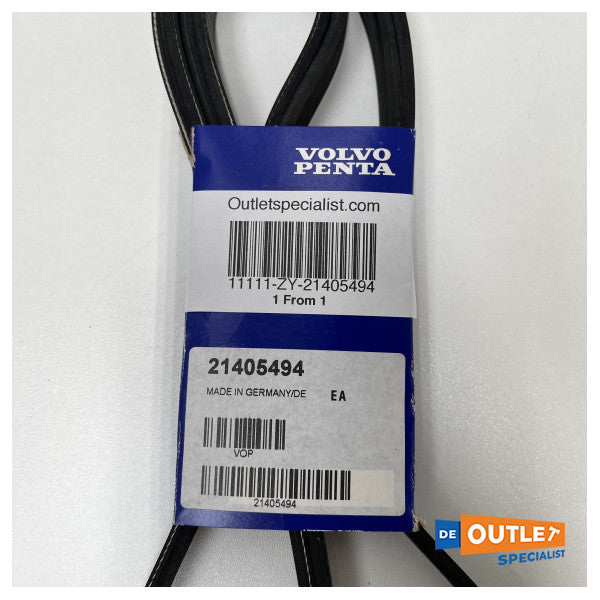 VOLVO
PENTA
Outletspecialist.com
11111-ZY-21405494
1 From 1
21405494
MADE IN GERMANY/DE EA
VOP
21405494
DE OUTLET
SPECIALIST